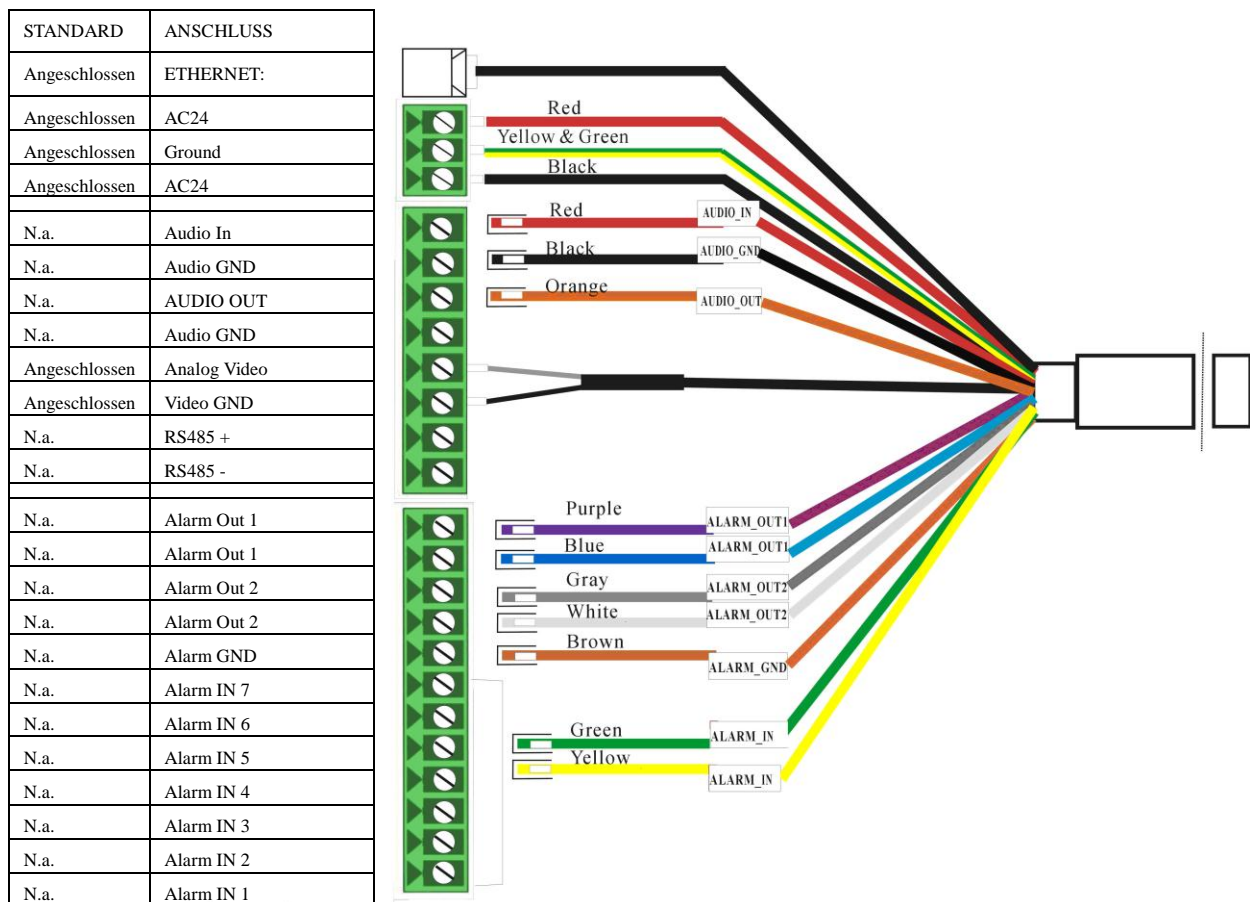 STANDARD ANSCHLUSS
Angeschlossen ETHERNET:
Angeschlossen AC24
Angeschlossen Ground
Angeschlossen AC24
N.a. Audio In
N.a. Audio GND
N.a. AUDIO OUT
N.a. Audio GND
Angeschlossen Analog Video
Angeschlossen Video GND
N.a. RS485 +
N.a. RS485 -
N.a. Alarm Out 1
N.a. Alarm Out 1
N.a. Alarm Out 2
N.a. Alarm Out 2
N.a. Alarm GND
N.a. Alarm IN 7
N.a. Alarm IN 6
N.a. Alarm IN 5
N.a. Alarm IN 4
N.a. Alarm IN 3
N.a. Alarm IN 2
N.a. Alarm IN 1
Red
Yellow & Green
Black
Red AUDIO_IN
Black AUDIO_GND
Orange AUDIO_OUT
Purple ALARM_OUT1
Blue ALARM_OUT1
Gray ALARM_OUT2
White ALARM_OUT2
Brown ALARM_GND
Green ALARM_IN
Yellow ALARM_IN